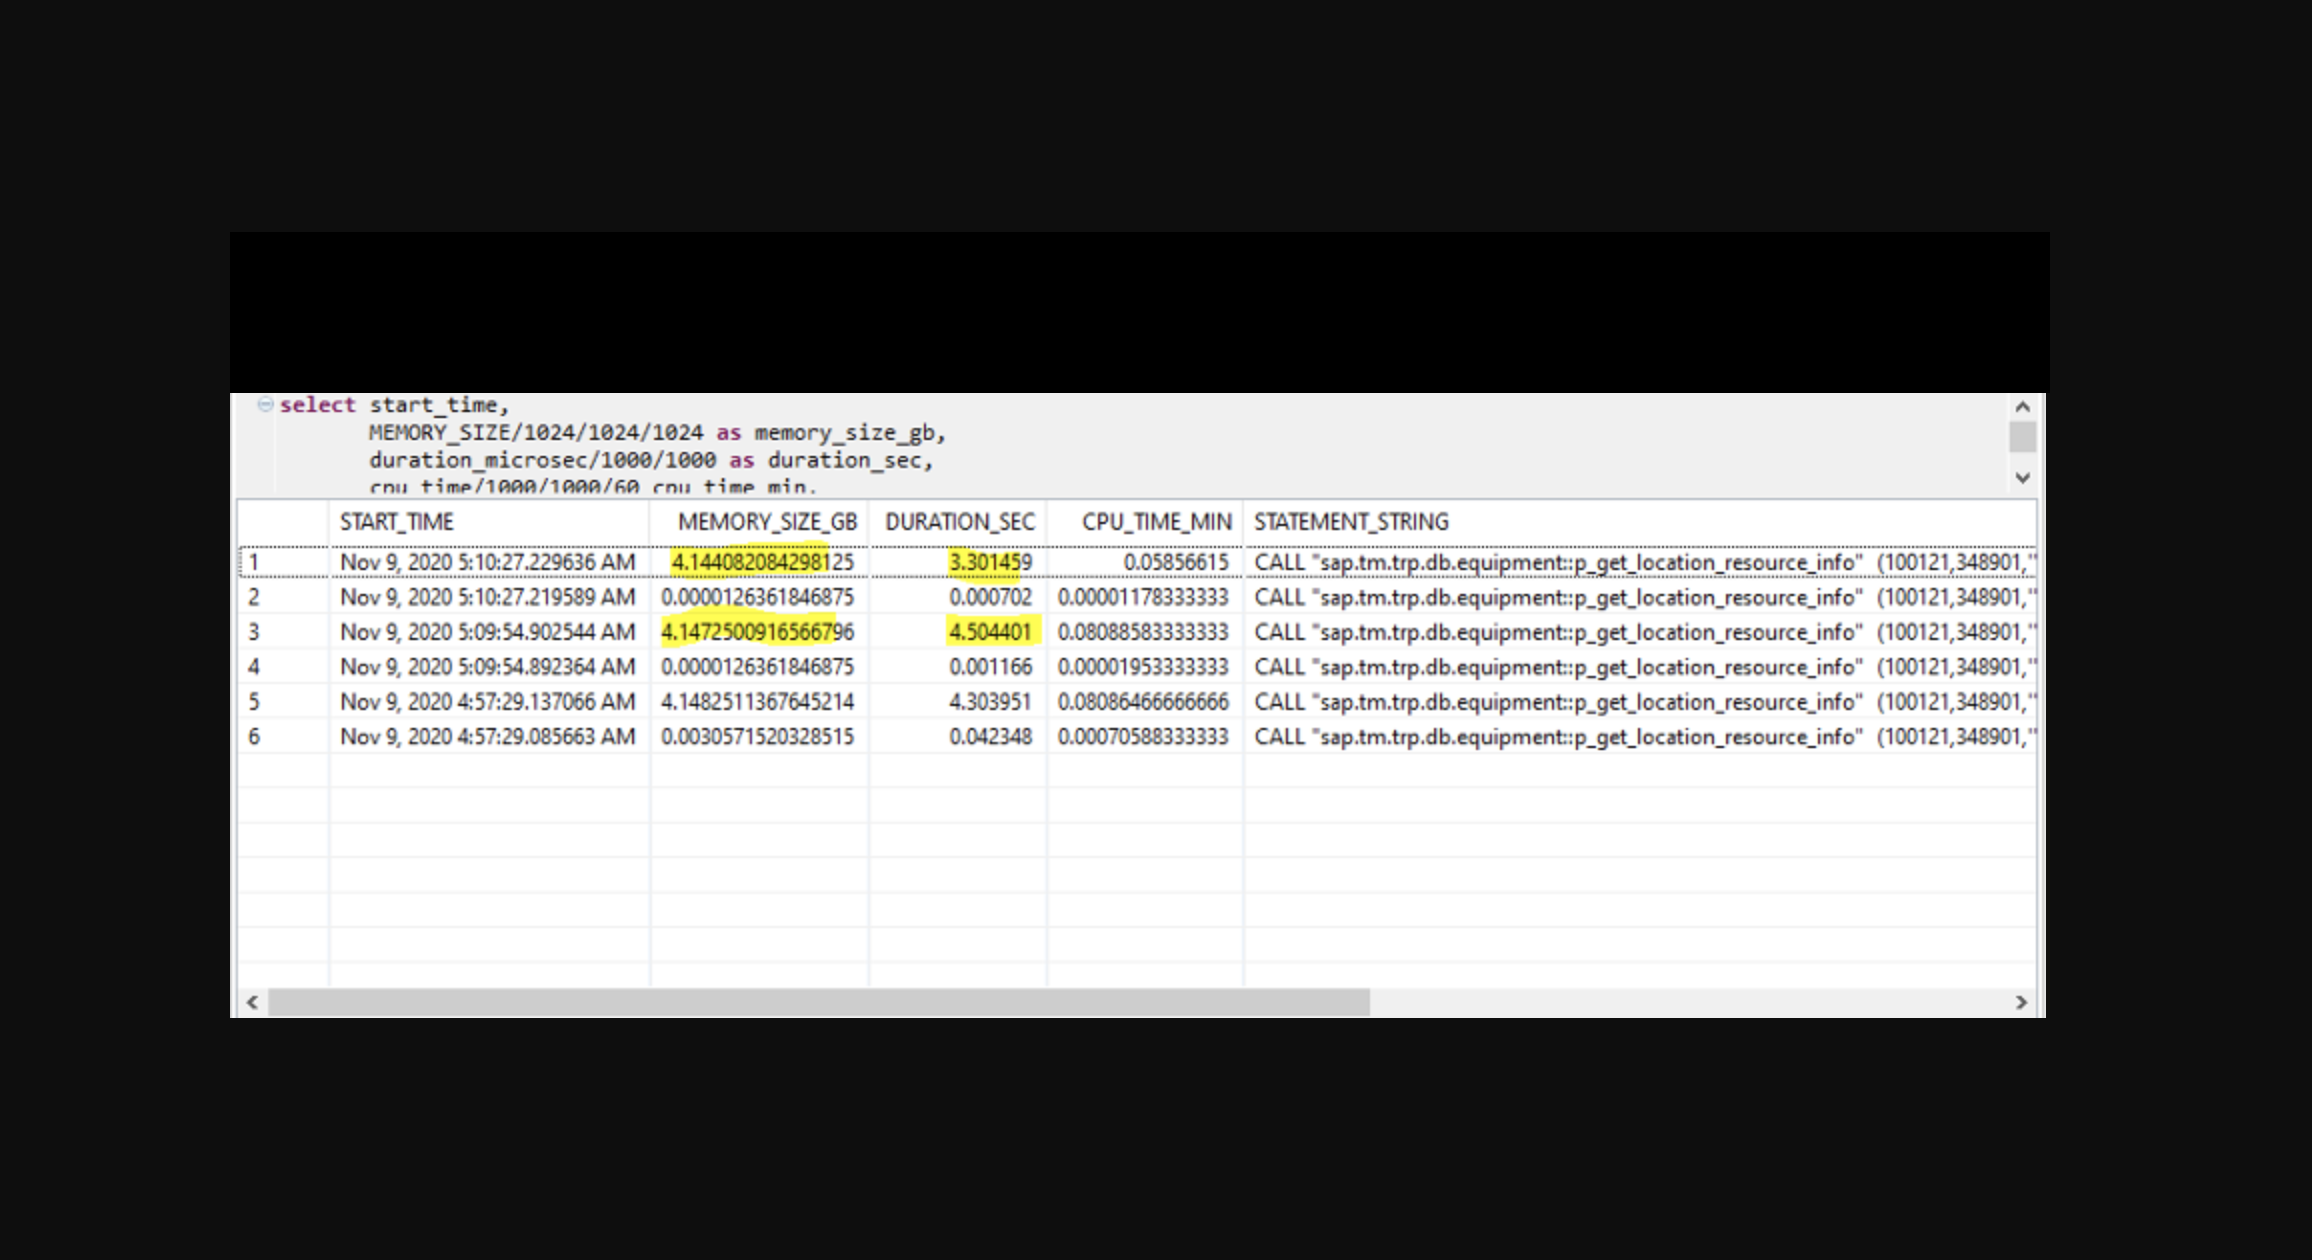 select start_time,
MEMORY_SIZE/1024/1024/1024 as memory_size_gb,
duration_microsec/1000/1000 as duration_sec,
cpu_time/1000/1000/60 cpu_time_min,
START_TIME MEMORY_SIZE_GB DURATION_SEC CPU_TIME_MIN STATEMENT_STRING
1 Nov 9, 2020 5:10:27.229636 AM 4.144082084298125 3.301459 0.05856615 CALL "sap.tm.trp.db.equipment::p_get_location_resource_info" (100121,348901,"
2 Nov 9, 2020 5:10:27.219589 AM 0.0000126361846875 0.000702 0.00001178333333 CALL "sap.tm.trp.db.equipment::p_get_location_resource_info" (100121,348901,"
3 Nov 9, 2020 5:09:54.902544 AM 4.1472500916566796 4.504401 0.08088583333333 CALL "sap.tm.trp.db.equipment::p_get_location_resource_info" (100121,348901,"
4 Nov 9, 2020 5:09:54.892364 AM 0.0000126361846875 0.001166 0.00001953333333 CALL "sap.tm.trp.db.equipment::p_get_location_resource_info" (100121,348901,"
5 Nov 9, 2020 4:57:29.137066 AM 4.1482511367645214 4.303951 0.08086466666666 CALL "sap.tm.trp.db.equipment::p_get_location_resource_info" (100121,348901,"
6 Nov 9, 2020 4:57:29.085663 AM 0.0030571520328515 0.042348 0.00070588333333 CALL "sap.tm.trp.db.equipment::p_get_location_resource_info" (100121,348901,"